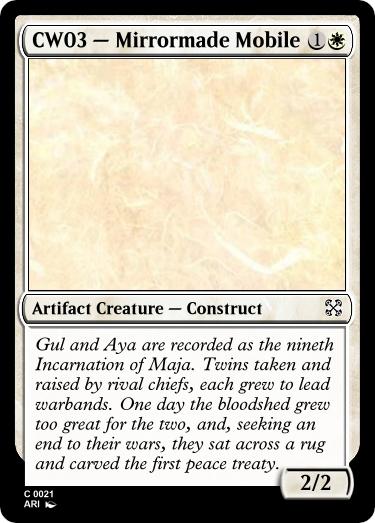 CW03 — Mirrormade Mobile 1
Artifact Creature — Construct
Gul and Aya are recorded as the nineth
Incarnation of Maja. Twins taken and
raised by rival chiefs, each grew to lead
warbands. One day the bloodshed grew
too great for the two, and, seeking an
end to their wars, they sat across a rug
and carved the first peace treaty.
2/2
C 0021
ARI